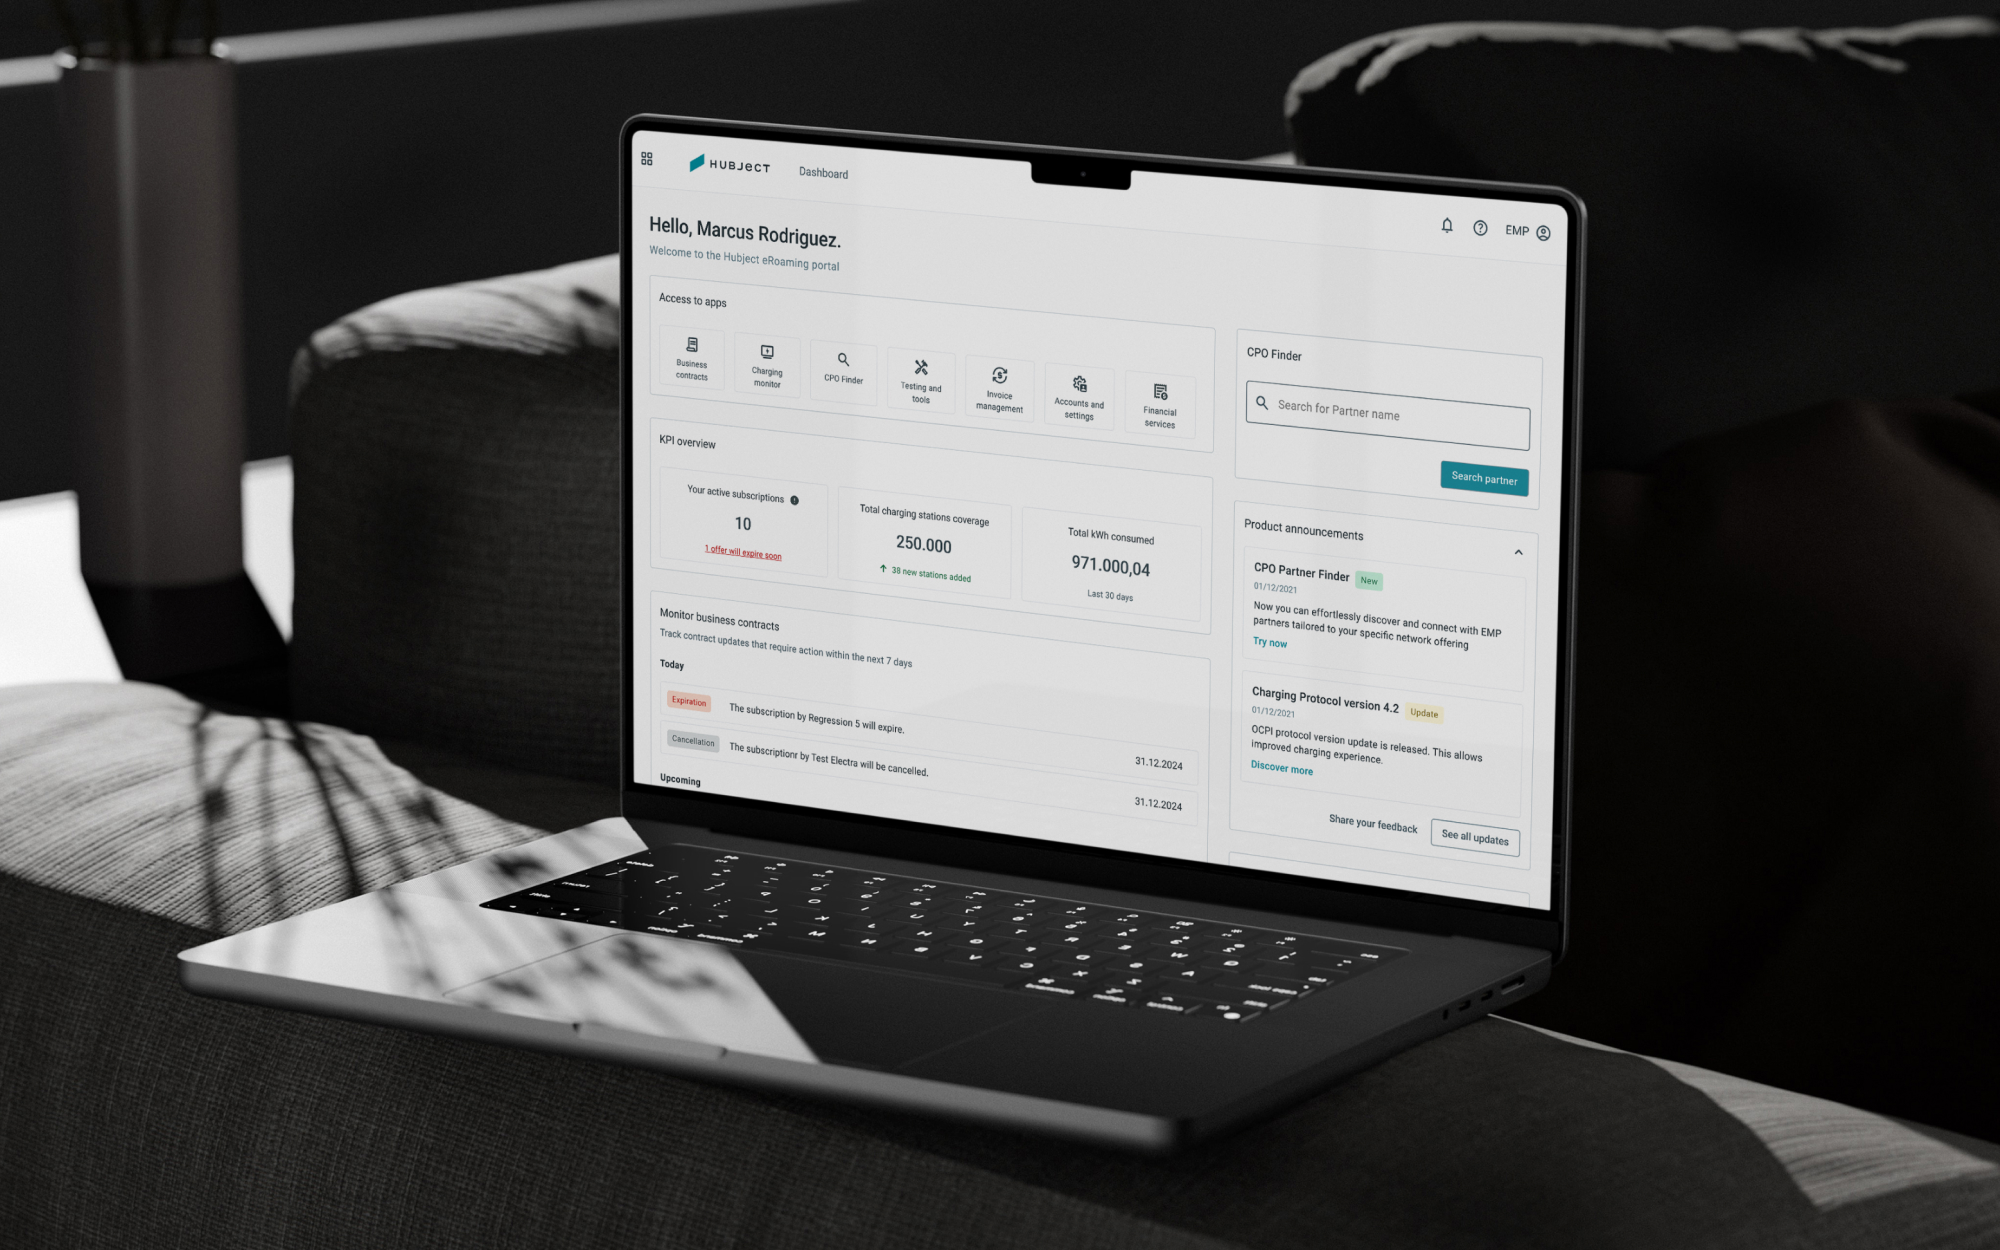 HUBJECT
Dashboard
EMP
Hello, Marcus Rodriguez.
Welcome to the Hubject eRoaming portal
Access to apps
Business
contracts
Charging
monitor
CPO Finder
Testing and
tools
Invoice
management
Accounts and
settings
Financial
services
KPI overview
Your active subscriptions
10
1 offer will expire soon
Total charging stations coverage
250.000
38 new stations added
Total kWh consumed
971.000,04
Last 30 days
Monitor business contracts
Track contract updates that require action within the next 7 days
Today
Expiration
The subscription by Regression 5 will expire.
31.12.2024
Cancellation
The subscriptionr by Test Electra will be cancelled.
31.12.2024
Upcoming
CPO Finder
Search for Partner name
Search partner
Product announcements
CPO Partner Finder
New
01/12/2021
Now you can effortlessly discover and connect with EMP
partners tailored to your specific network offering
Try now
Charging Protocol version 4.2
Update
01/12/2021
OCPI protocol version update is released. This allows
improved charging experience.
Discover more
Share your feedback
See all updates